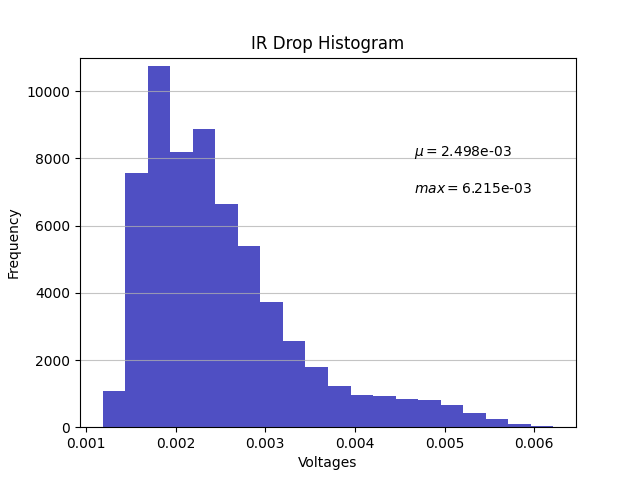 IR Drop Histogram
10000
8000
6000
4000
2000
0
Frequency
μ = 2.498e-03
max = 6.215e-03
0.001 0.002 0.003 0.004 0.005 0.006
Voltages